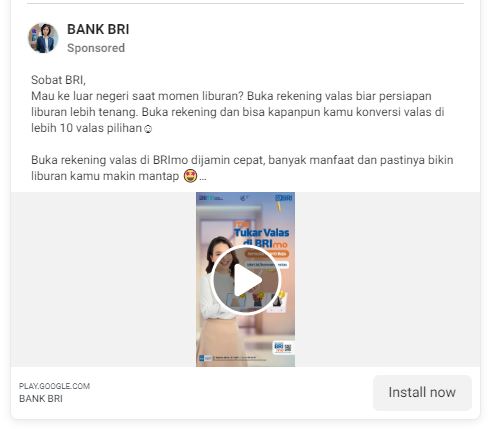 BANK BRI
Sponsored
Sobat BRI,
Mau ke luar negeri saat momen liburan? Buka rekening valas biar persiapan
liburan lebih tenang. Buka rekening dan bisa kapanpun kamu konversi valas di
lebih 10 valas pilihan☺
Buka rekening valas di BRImo dijamin cepat, banyak manfaat dan pastinya bikin
liburan kamu makin mantap 🤩...
BRI
Tukar Valas
di BRImo
BRI
mo
PLAY.GOOGLE.COM
BANK BRI
Install now